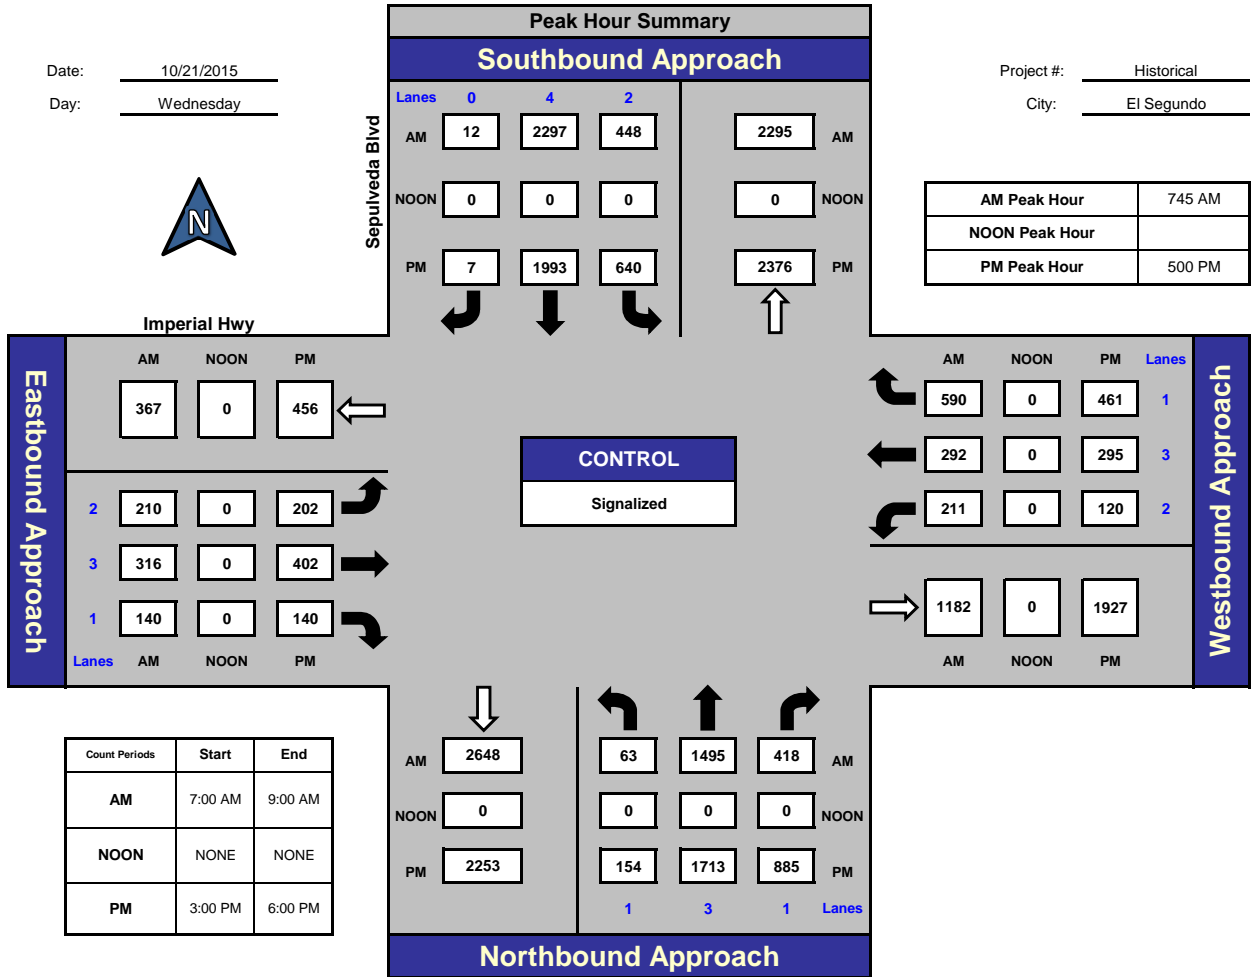 Peak Hour Summary
Southbound Approach
Date: 10/21/2015
Day: Wednesday
Project #: Historical
City: El Segundo
N
Sepulveda Blvd
Lanes 0 4 2
AM 12 2297 448 2295 AM
NOON 0 0 0 0 NOON
PM 7 1993 640 2376 PM
AM Peak Hour 745 AM
NOON Peak Hour
PM Peak Hour 500 PM
Imperial Hwy
Eastbound Approach
AM NOON PM
367 0 456
2 210 0 202
3 316 0 402
1 140 0 140
Lanes AM NOON PM
CONTROL
Signalized
AM NOON PM Lanes
590 0 461 1
292 0 295 3
211 0 120 2
1182 0 1927
AM NOON PM
Westbound Approach
Count Periods Start End
AM 7:00 AM 9:00 AM
NOON NONE NONE
PM 3:00 PM 6:00 PM
AM 2648 63 1495 418 AM
NOON 0 0 0 0 NOON
PM 2253 154 1713 885 PM
1 3 1 Lanes
Northbound Approach